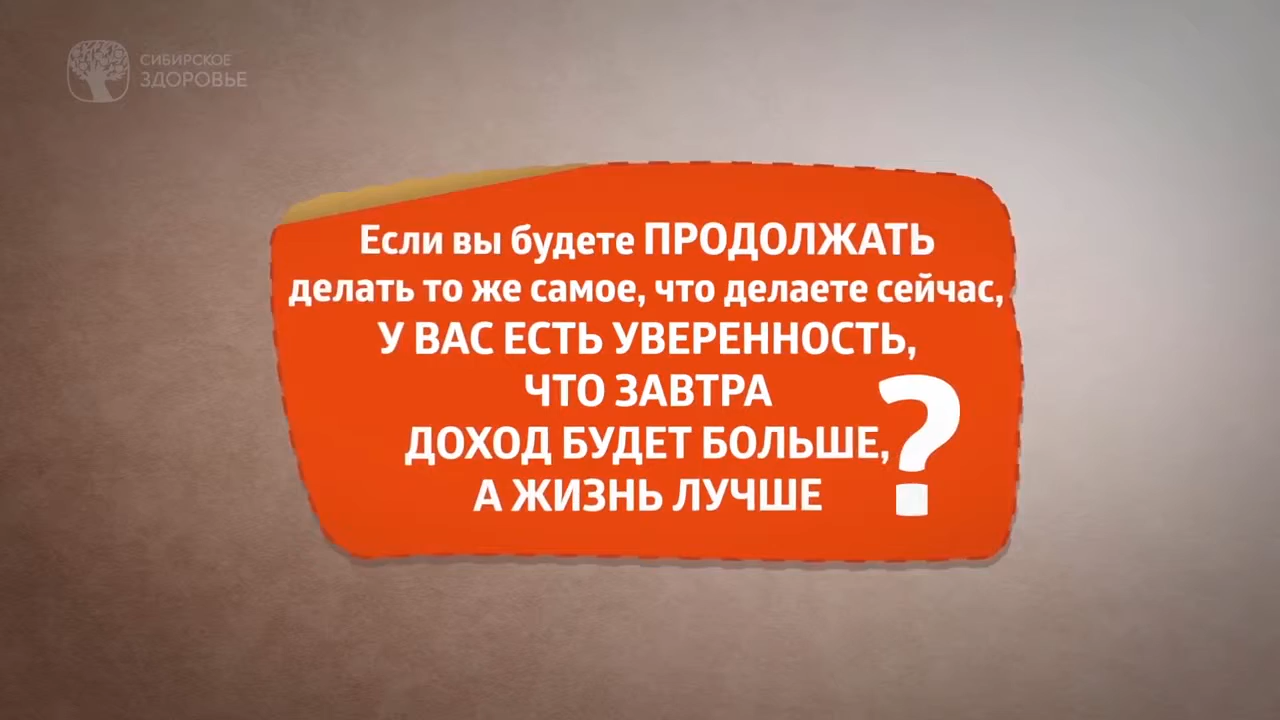 СИБИРСКОЕ
ЗДОРОВЬЕ
Если вы будете ПРОДОЛЖАТЬ
делать то же самое, что делаете сейчас,
У ВАС ЕСТЬ УВЕРЕННОСТЬ,
ЧТО ЗАВТРА
ДОХОД БУДЕТ БОЛЬШЕ,
А ЖИЗНЬ ЛУЧШЕ ?